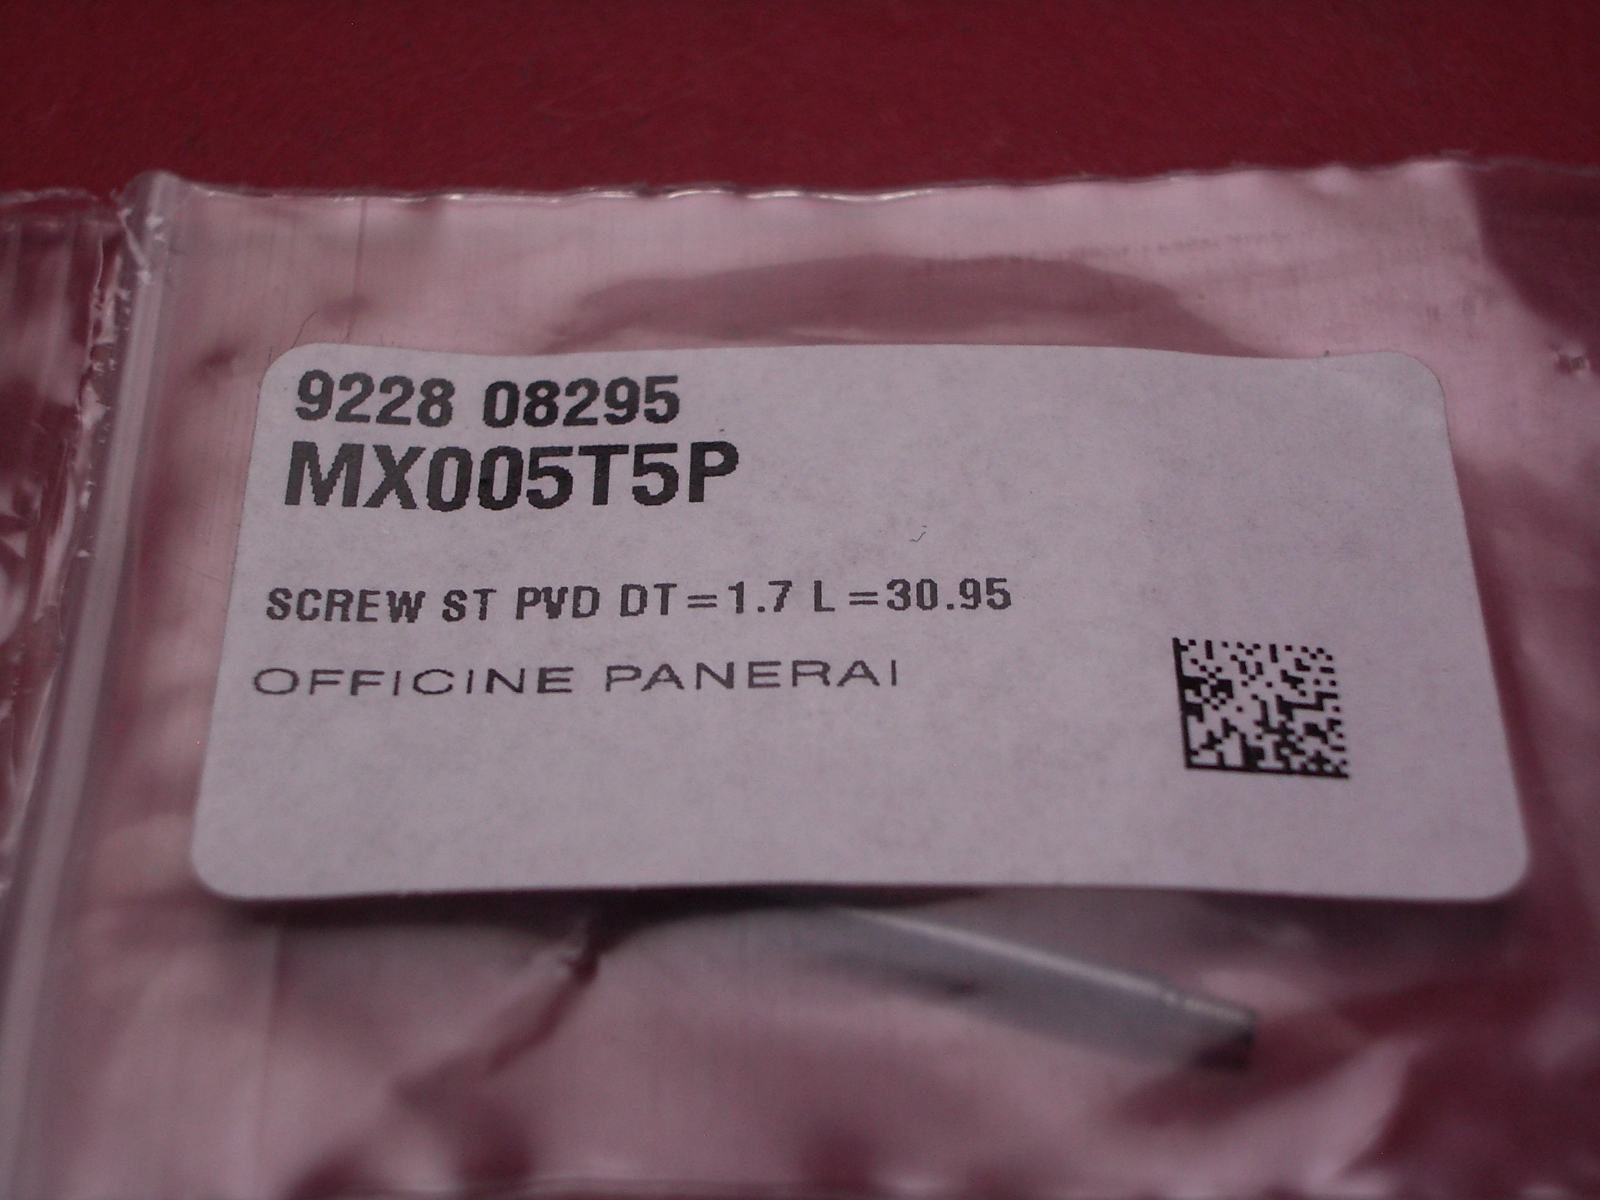 9228 08295
MX005T5P
SCREW ST PVD DT=1.7 L=30.95
OFFICINE PANERAI